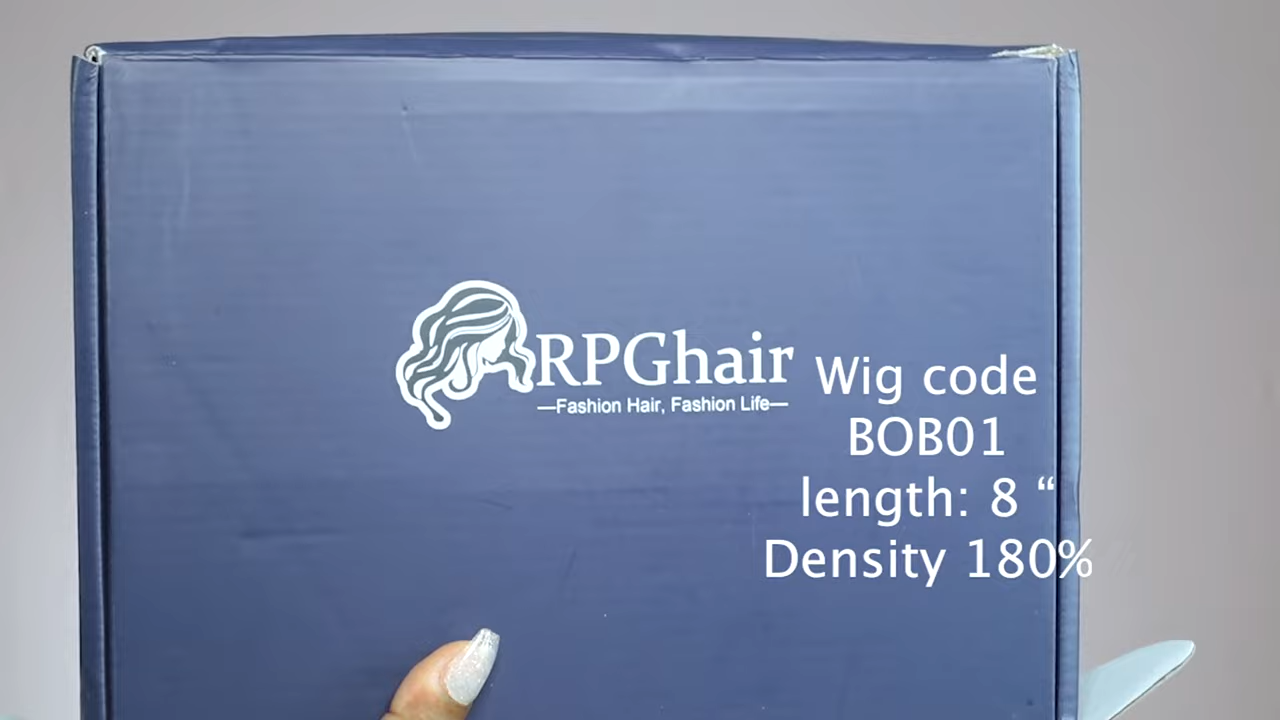 RPGhair
—Fashion Hair, Fashion Life—
Wig code
BOB01
length: 8 “
Density 180%